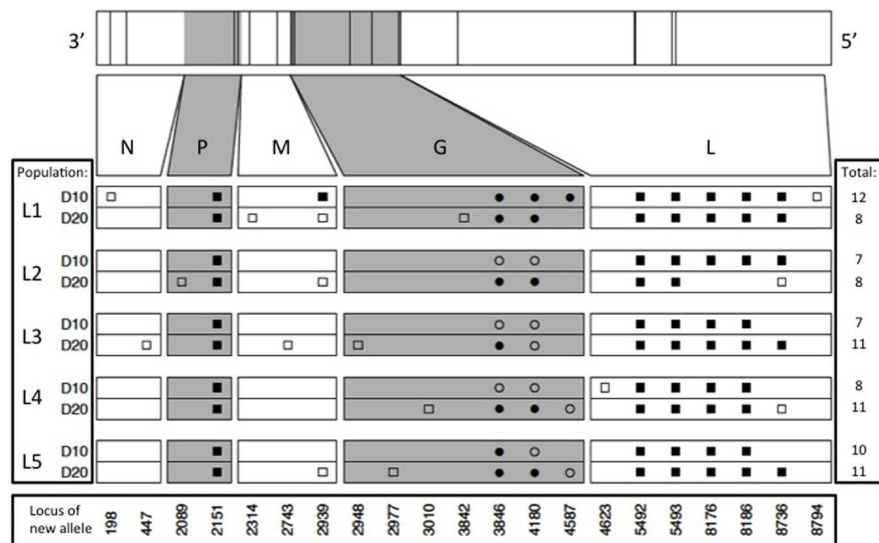 3’ 5’
N P M G L
Population: Total:
L1 D10 12
D20 8
L2 D10 7
D20 8
L3 D10 7
D20 11
L4 D10 8
D20 11
L5 D10 10
D20 11
Locus of new allele 198 447 2089 2151 2314 2743 2939 2948 2977 3010 3842 3846 4180 4587 4623 5492 5493 8176 8186 8736 8794